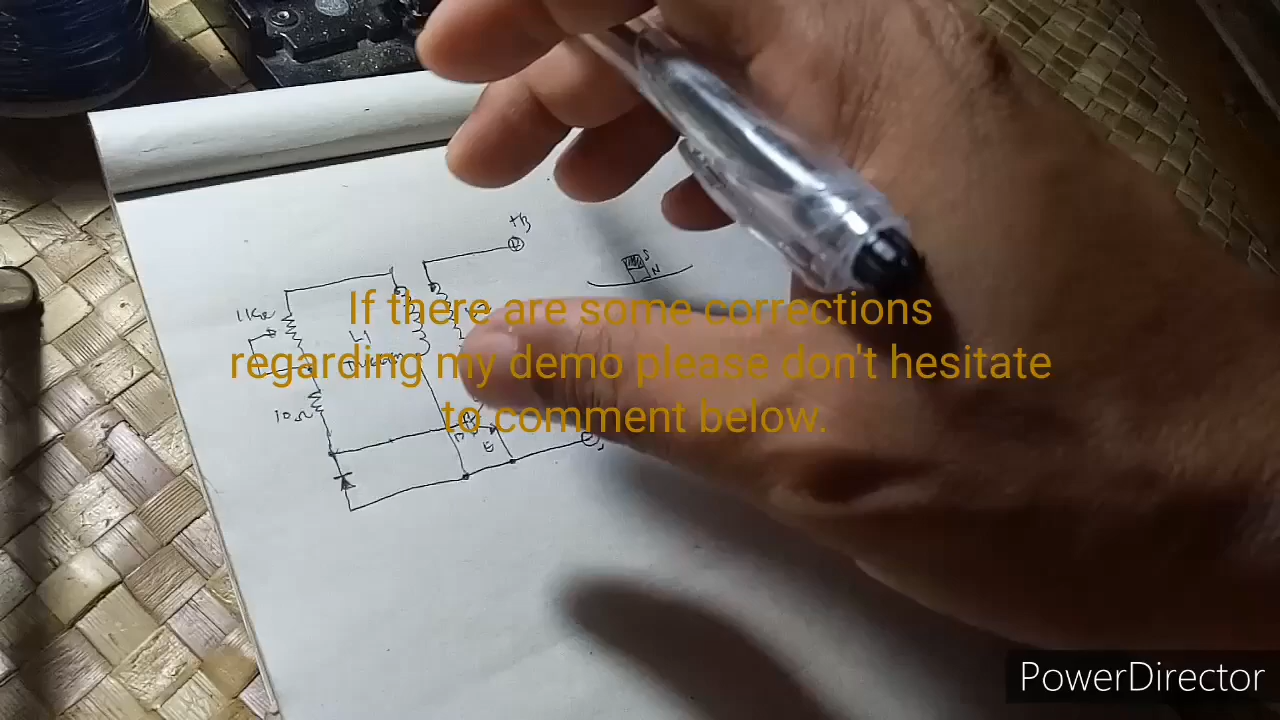 +B
S
N
1KΩ
L1
10Ω
B
E
If there are some corrections
regarding my demo please don't hesitate
to comment below.
PowerDirector